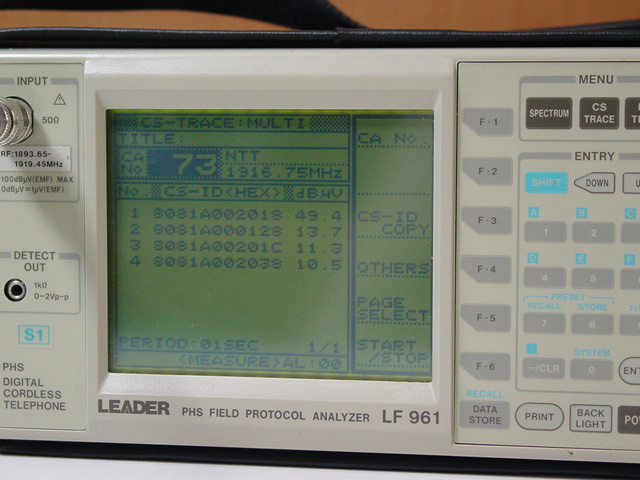 INPUT
50Ω
RF:1893.65-
1919.45MHz
100dBμV(EMF) MAX
0dBμV=1μV(EMF)
DETECT
OUT
1kΩ
0-2Vp-p
S1
PHS
DIGITAL
CORDLESS
TELEPHONE
CS-TRACE:MULTI
TITLE:
CA No 73 NTT
1916.75MHz
No. CS-ID<HEX> dBμV
1 8081A002018 49.4
2 8081A000128 13.7
3 8081A00201C 11.3
4 8081A002038 10.5
PERIOD:01SEC 1/1
<MEASURE>AL:00
CA No.
CS-ID
COPY
OTHERS
PAGE
SELECT
START
/STOP
LEADER PHS FIELD PROTOCOL ANALYZER LF 961
F-1
F-2
F-3
F-4
F-5
F-6
MENU
SPECTRUM
CS
TRACE
ENTRY
SHIFT DOWN
A B C
1 2
D E F
4 5
PRESET
RECALL STORE
7 8
SYSTEM
-/CLR 0
RECALL
DATA
STORE
PRINT
BACK
LIGHT